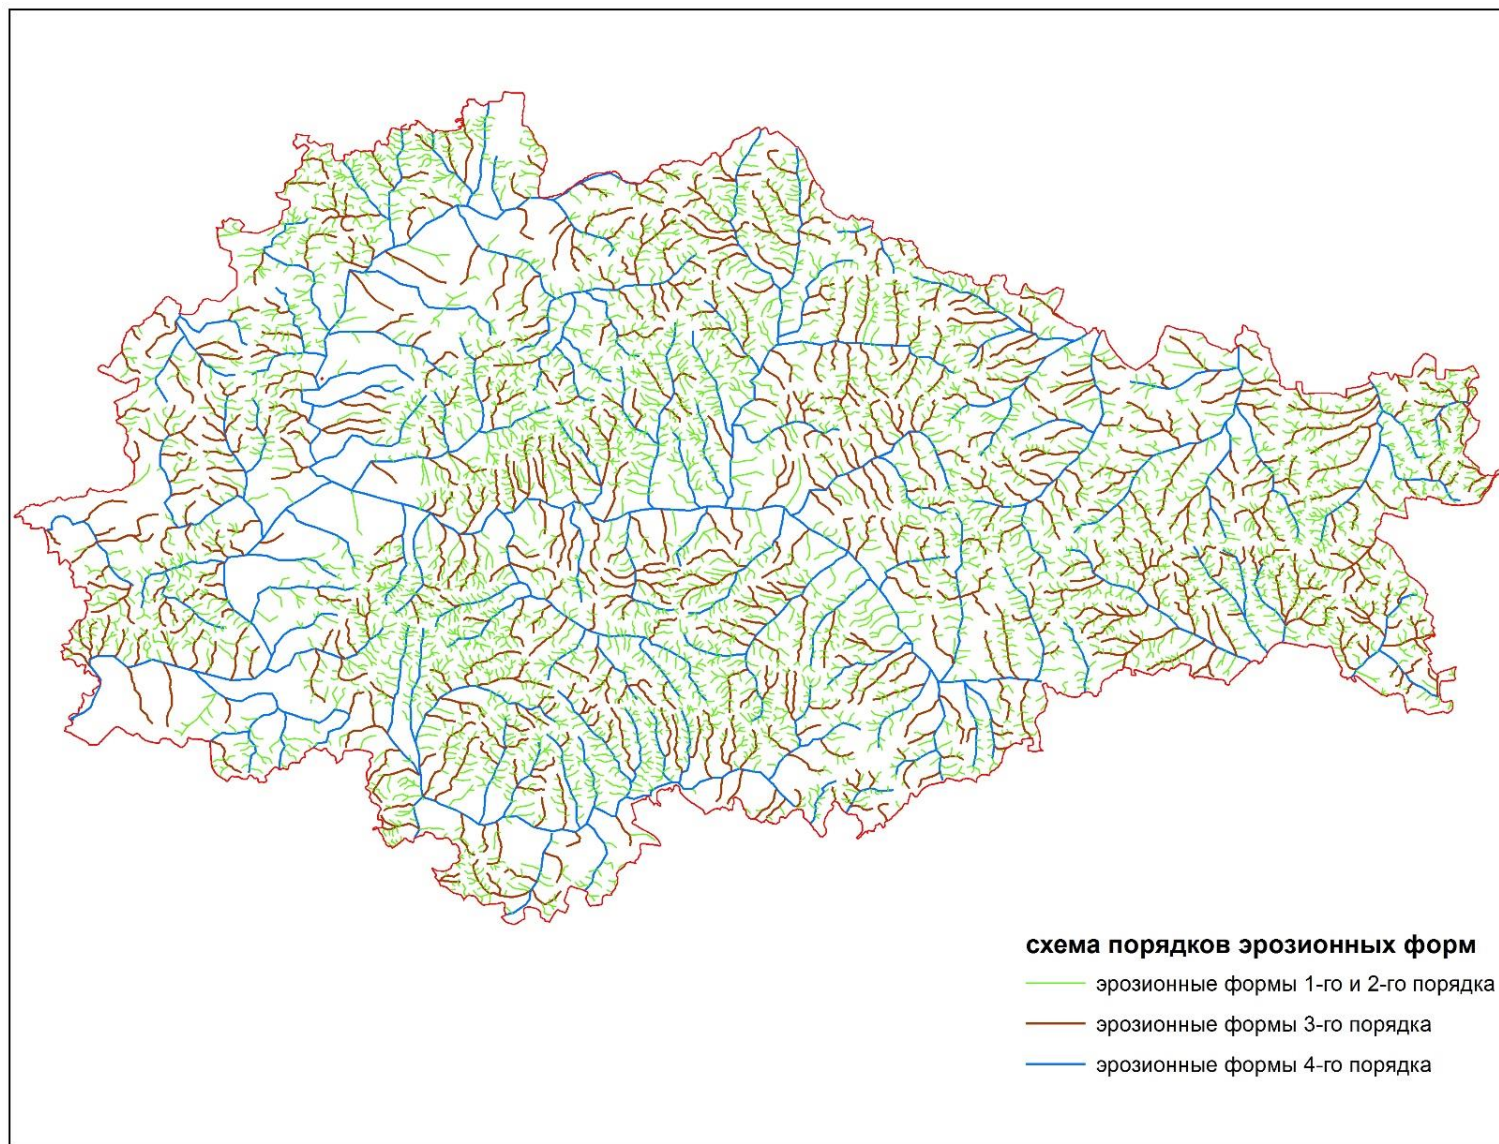 схема порядков эрозионных форм
эрозионные формы 1-го и 2-го порядка
эрозионные формы 3-го порядка
эрозионные формы 4-го порядка